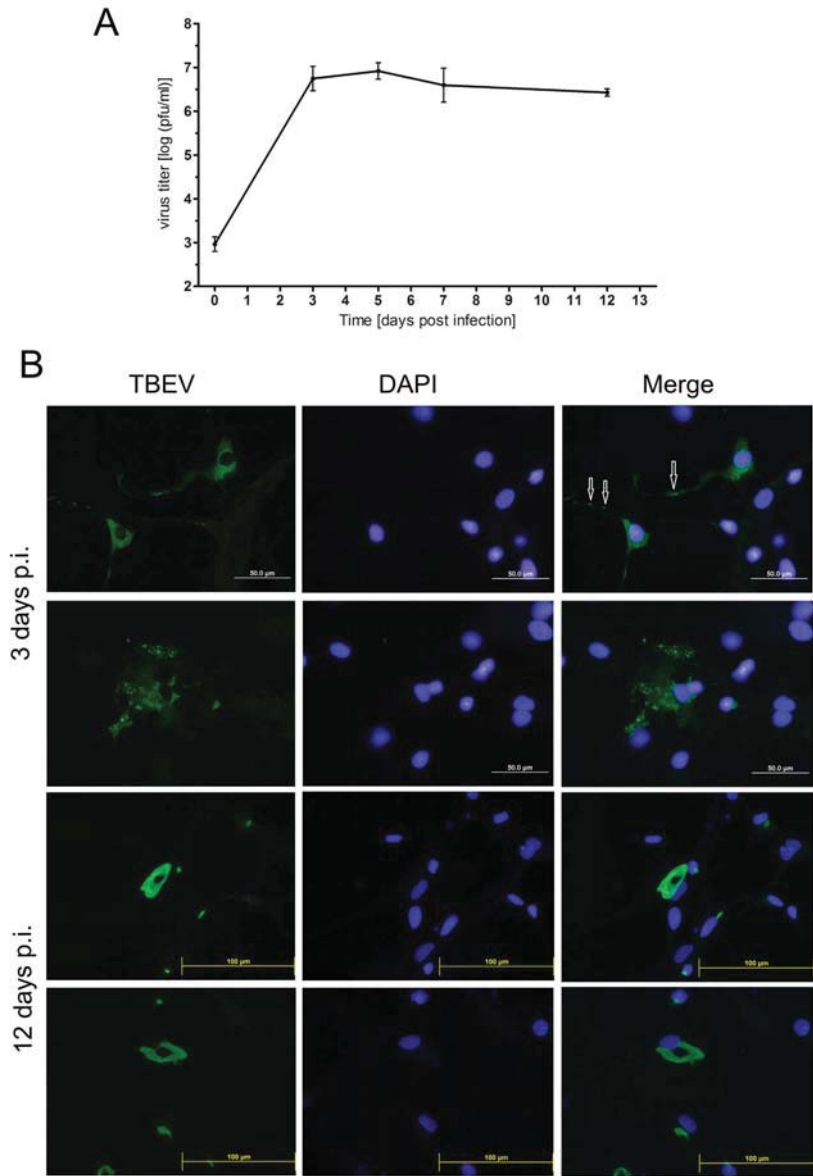 A
virus titer [log (pfu/ml)]
8
7
6
5
4
3
2
0 1 2 3 4 5 6 7 8 9 10 11 12 13
Time [days post infection]
B
TBEV DAPI Merge
3 days p.i.
50.0 µm 50.0 µm 50.0 µm
50.0 µm 50.0 µm
12 days p.i.
100 µm 100 µm 100 µm
100 µm 100 µm 100 µm